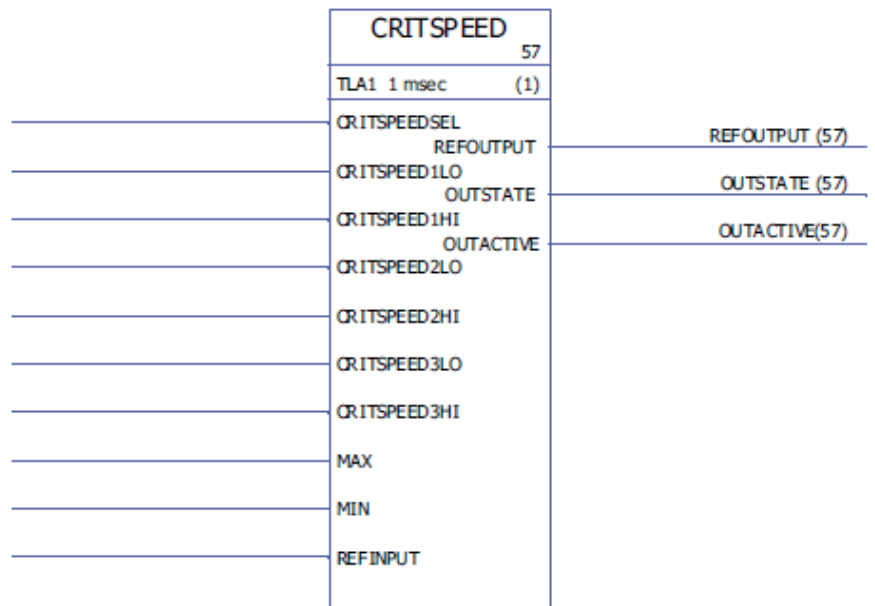 CRITSPEED
57
TLA1 1 msec (1)
CRITSPEEDSEL
REFOUTPUT REFOUTPUT (57)
CRITSPEED1LO
OUTSTATE OUTSTATE (57)
CRITSPEED1HI
OUTACTIVE OUTACTIVE(57)
CRITSPEED2LO
CRITSPEED2HI
CRITSPEED3LO
CRITSPEED3HI
MAX
MIN
REFINPUT